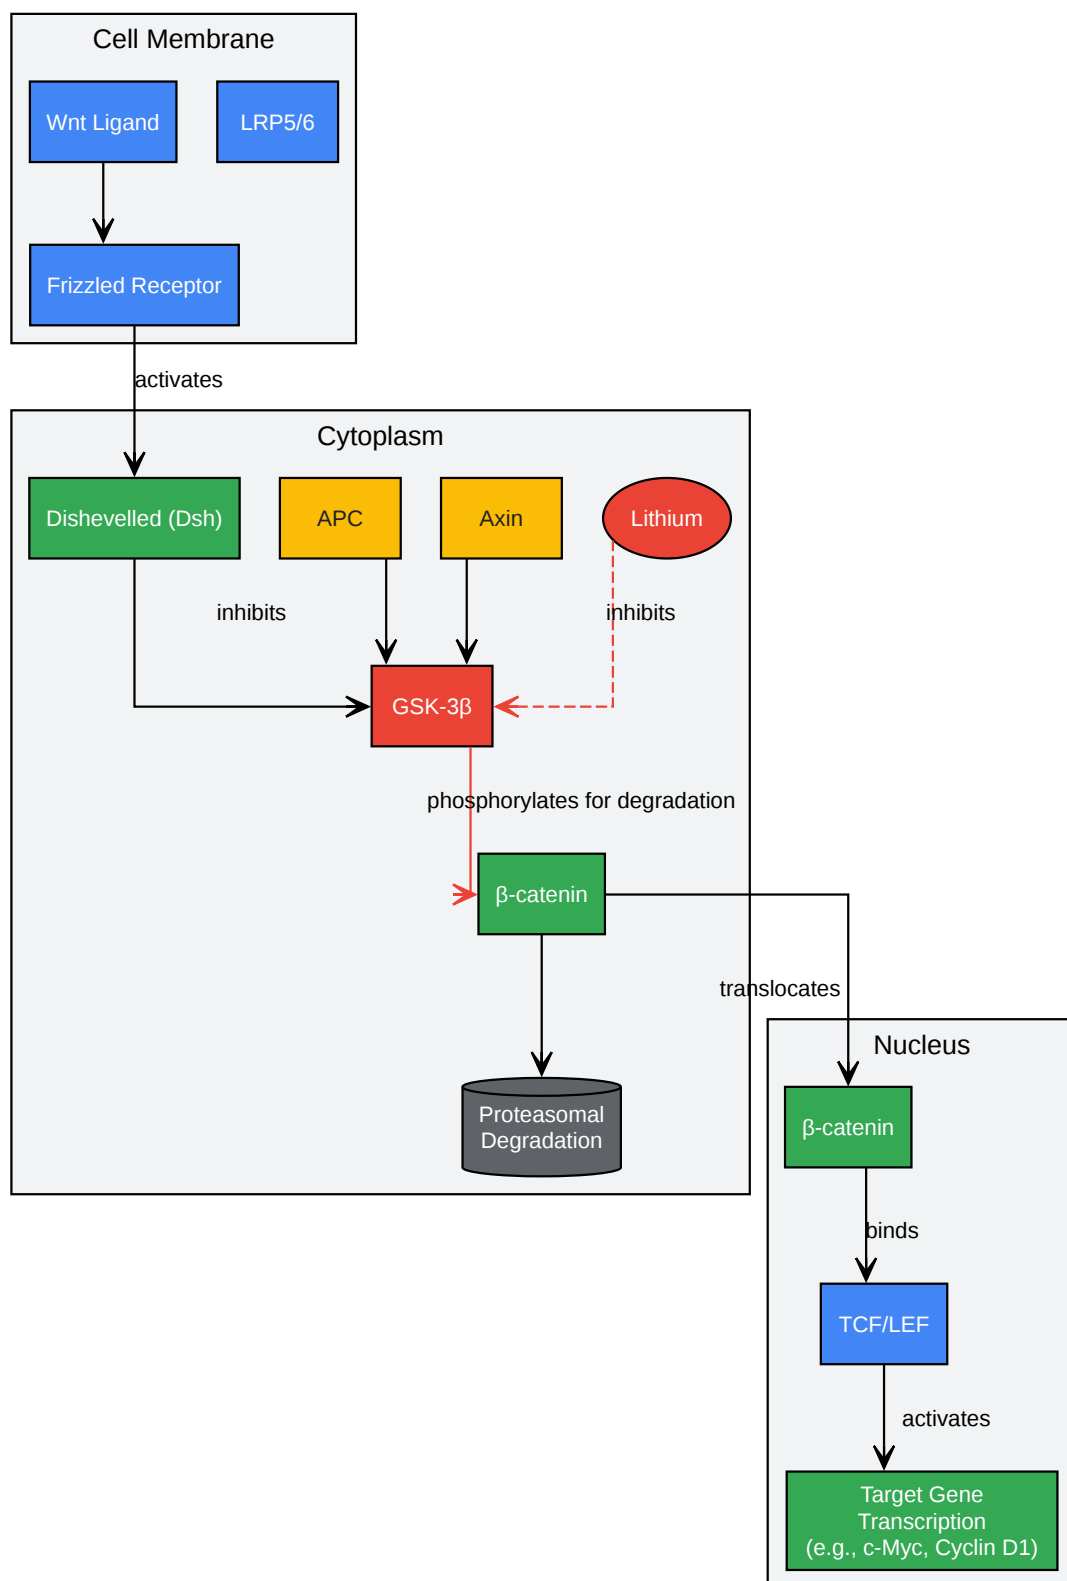 Cell Membrane
Wnt Ligand
LRP5/6
Frizzled Receptor
activates
Cytoplasm
Dishevelled (Dsh)
APC
Axin
Lithium
inhibits
inhibits
GSK-3β
phosphorylates for degradation
β-catenin
translocates
Nucleus
Proteasomal
Degradation
β-catenin
binds
TCF/LEF
activates
Target Gene
Transcription
(e.g., c-Myc, Cyclin D1)